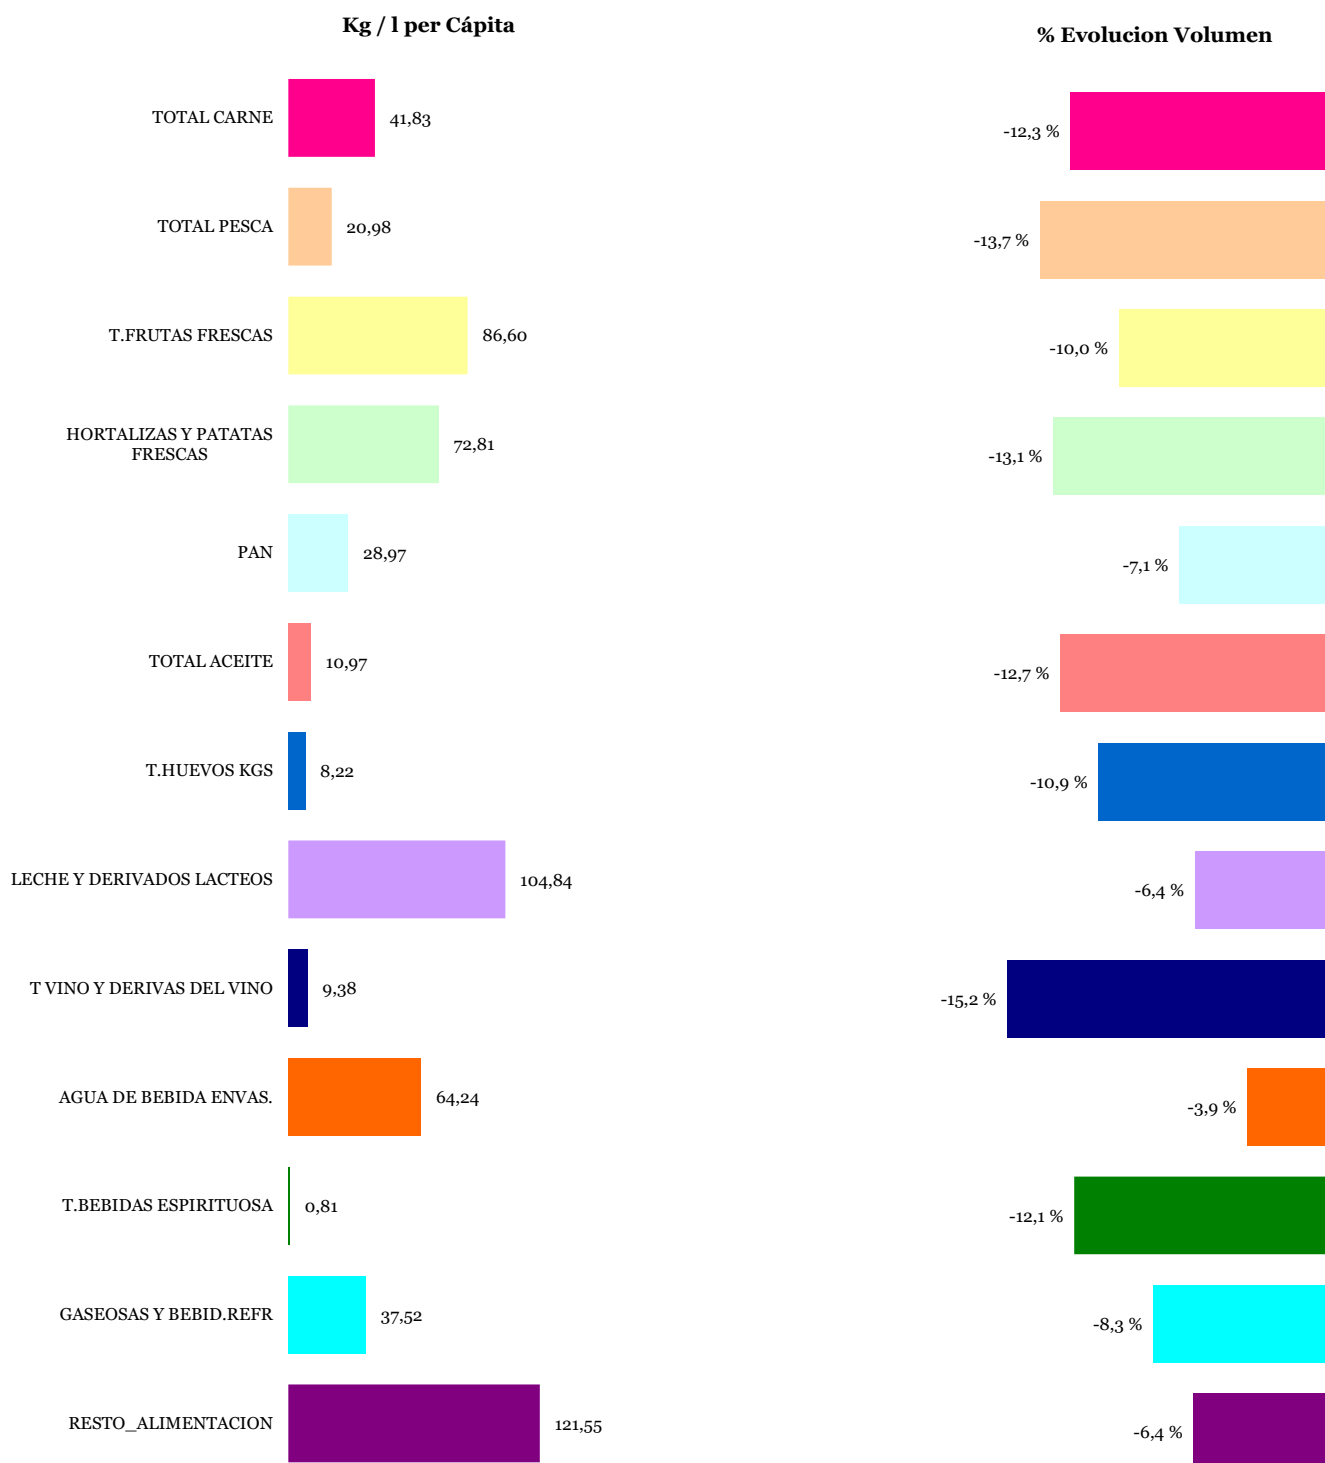 Kg / l per Cápita
% Evolucion Volumen
TOTAL CARNE
41,83
-12,3 %
TOTAL PESCA
20,98
-13,7 %
T.FRUTAS FRESCAS
86,60
-10,0 %
HORTALIZAS Y PATATAS
FRESCAS
72,81
-13,1 %
PAN
28,97
-7,1 %
TOTAL ACEITE
10,97
-12,7 %
T.HUEVOS KGS
8,22
-10,9 %
LECHE Y DERIVADOS LACTEOS
104,84
-6,4 %
T VINO Y DERIVAS DEL VINO
9,38
-15,2 %
AGUA DE BEBIDA ENVAS.
64,24
-3,9 %
T.BEBIDAS ESPIRITUOSA
0,81
-12,1 %
GASEOSAS Y BEBID.REFR
37,52
-8,3 %
RESTO_ALIMENTACION
121,55
-6,4 %